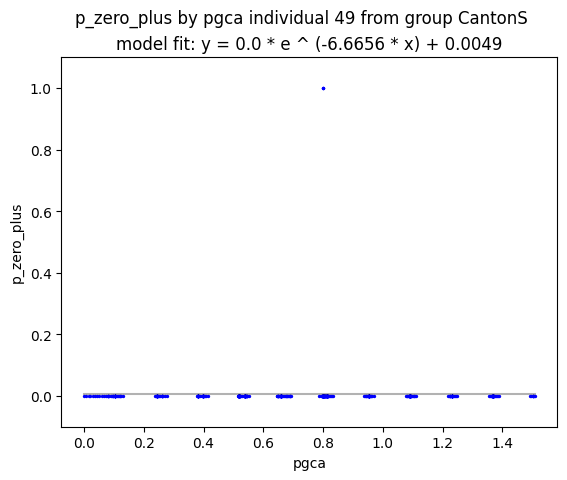 p_zero_plus by pgca individual 49 from group CantonS
model fit: y = 0.0 * e ^ (-6.6656 * x) + 0.0049
1.0
0.8
0.6
0.4
0.2
0.0
p_zero_plus
0.0 0.2 0.4 0.6 0.8 1.0 1.2 1.4
pgca